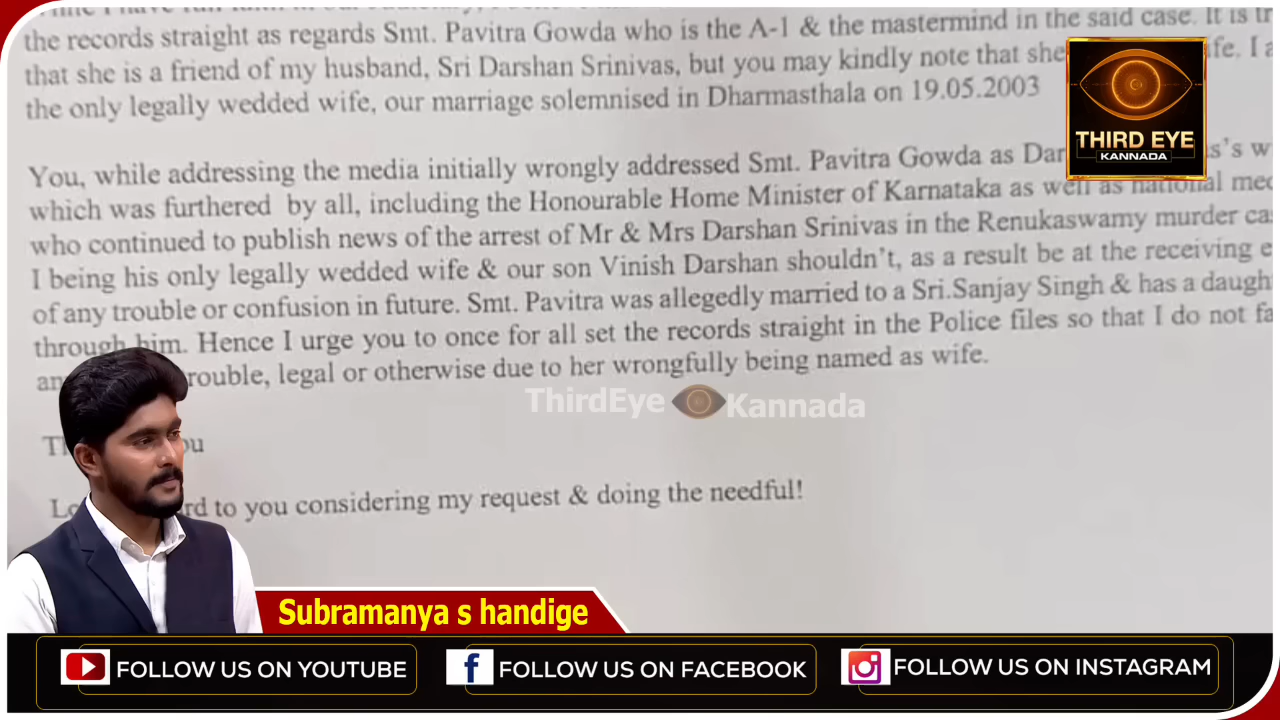 the records straight as regards Smt. Pavitra Gowda who is the A-1 & the mastermind in the said case. It is
that she is a friend of my husband, Sri Darshan Srinivas, but you may kindly note that she
the only legally wedded wife, our marriage solemnised in Dharmasthala on 19.05.2003
You, while addressing the media initially wrongly addressed Smt. Pavitra Gowda as
which was furthered by all, including the Honourable Home Minister of Karnataka as well as national
who continued to publish news of the arrest of Mr & Mrs Darshan Srinivas in the Renukaswamy murder
I being his only legally wedded wife & our son Vinish Darshan shouldn't, as a result be at the receiving
of any trouble or confusion in future. Smt. Pavitra was allegedly married to a Sri.Sanjay Singh & has a
through him. Hence I urge you to once for all set the records straight in the Police files so that I do not
legal or otherwise due to her wrongfully being named as wife.
to you considering my request & doing the needful!
THIRD EYE
KANNADA
ThirdEye Kannada
Subramanya s handige
FOLLOW US ON YOUTUBE
FOLLOW US ON FACEBOOK
FOLLOW US ON INSTAGRAM